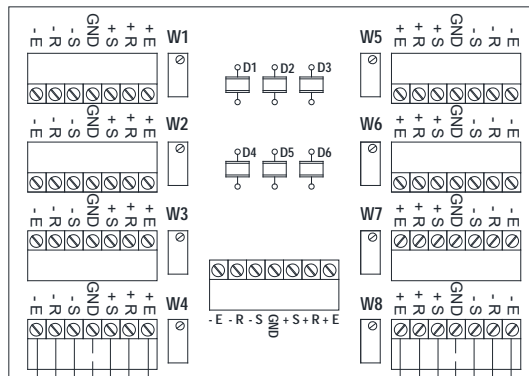 -E -R -S GND +S +R +E W1
D1 D2 D3
W5 +E +R +S GND -S -R -E
-E -R -S GND +S +R +E W2
D4 D5 D6
W6 +E +R +S GND -S -R -E
-E -R -S GND +S +R +E W3
W7 +E +R +S GND -S -R -E
-E -R -S GND +S +R +E W4
-E -R -S GND +S +R +E
W8 +E +R +S GND -S -R -E